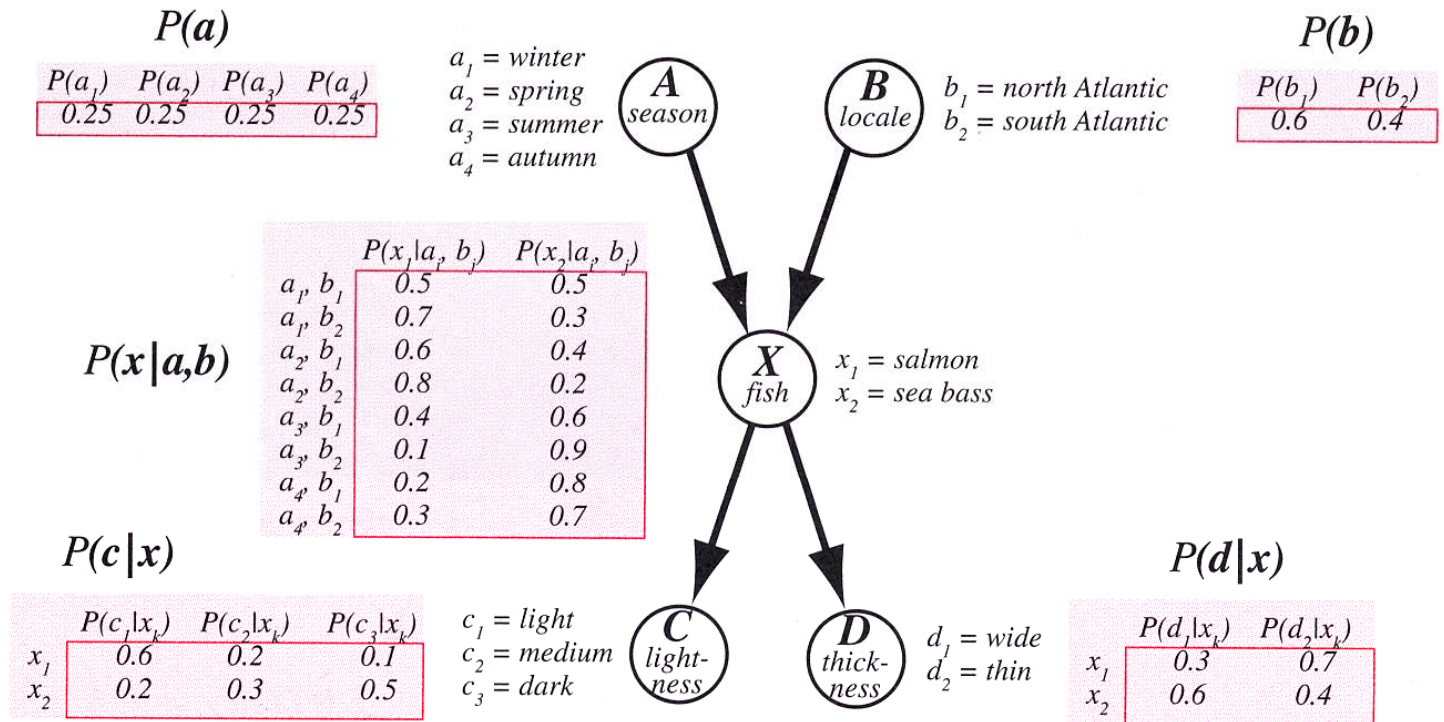 P(a)
P(a₁) P(a₂) P(a₃) P(a₄)
0.25 0.25 0.25 0.25
a₁ = winter
a₂ = spring
a₃ = summer
a₄ = autumn
A
season
B
locale
b₁ = north Atlantic
b₂ = south Atlantic
P(b)
P(b₁) P(b₂)
0.6 0.4
P(x|a,b)
P(x₁|aᵢ, bⱼ) P(x₂|aᵢ, bⱼ)
a₁, b₁ 0.5 0.5
a₁, b₂ 0.7 0.3
a₂, b₁ 0.6 0.4
a₂, b₂ 0.8 0.2
a₃, b₁ 0.4 0.6
a₃, b₂ 0.1 0.9
a₄, b₁ 0.2 0.8
a₄, b₂ 0.3 0.7
X
fish
x₁ = salmon
x₂ = sea bass
P(c|x)
P(c₁|xₖ) P(c₂|xₖ) P(c₃|xₖ)
x₁ 0.6 0.2 0.1
x₂ 0.2 0.3 0.5
c₁ = light
c₂ = medium
c₃ = dark
C
light-
ness
D
thick-
ness
d₁ = wide
d₂ = thin
P(d|x)
P(d₁|xₖ) P(d₂|xₖ)
x₁ 0.3 0.7
x₂ 0.6 0.4